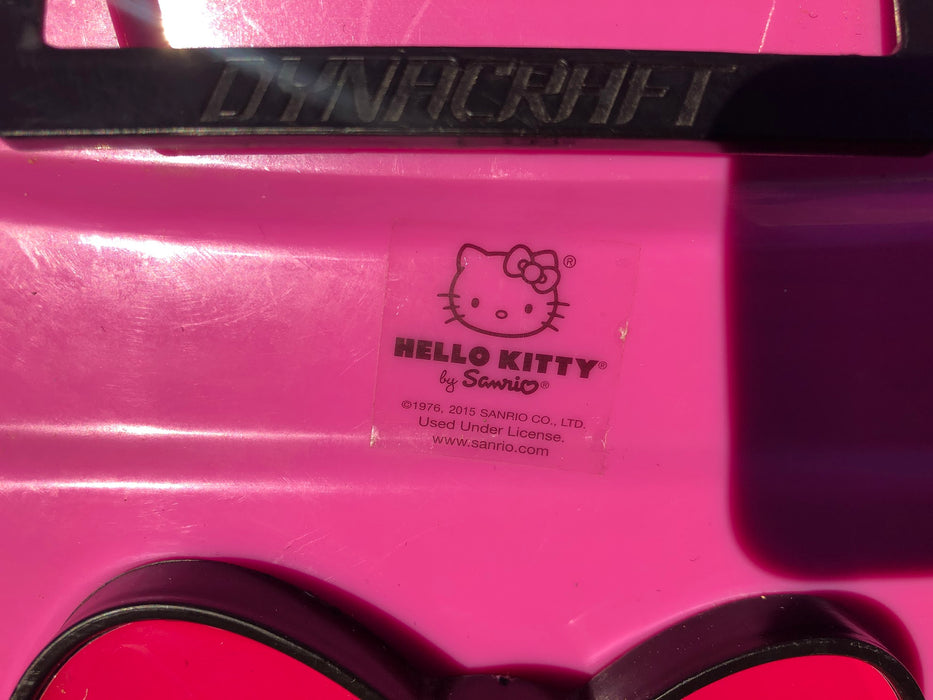 DYNACRAFT
®
HELLO KITTY®
by Sanrio®
©1976, 2015 SANRIO CO., LTD.
Used Under License.
www.sanrio.com